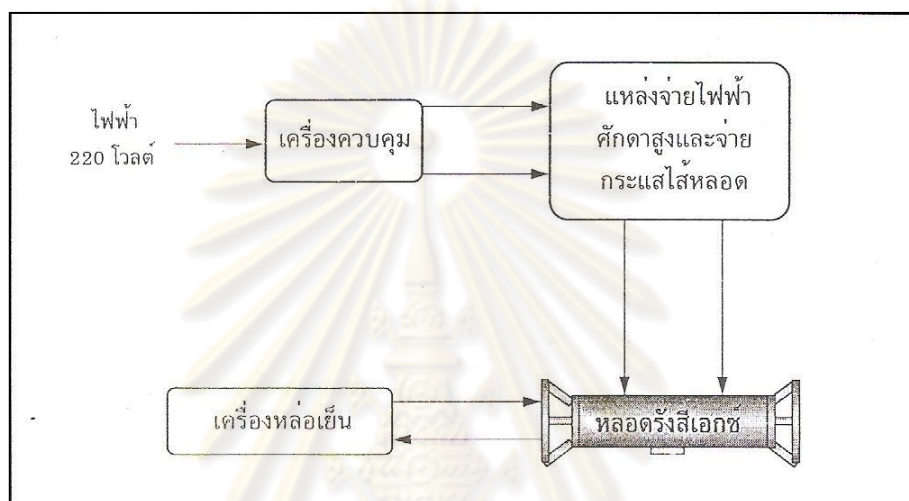 ไฟฟ้า
220 โวลต์
เครื่องควบคุม
แหล่งจ่ายไฟฟ้า
ศักดาสูงและจ่าย
กระแสไส้หลอด
เครื่องหล่อเย็น
หลอดรังสีเอกซ์